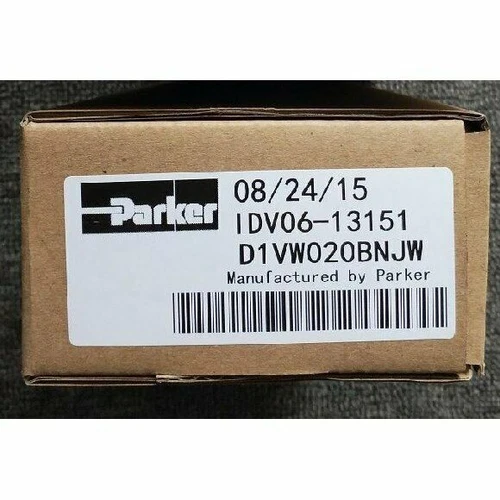 Parker
08/24/15
IDV06-13151
D1VW020BNJW
Manufactured by Parker